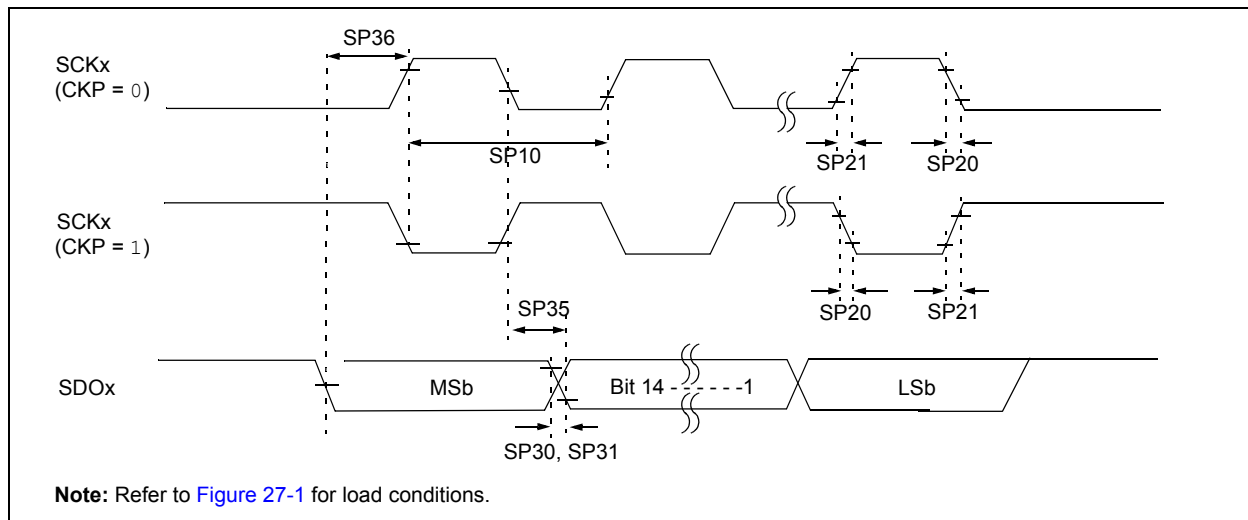 SP36
SCKx
(CKP = 0)
SP10
SP21
SP20
SCKx
(CKP = 1)
SP35
SP20
SP21
SDOx
MSb
Bit 14 - - - - - - -1
LSb
SP30, SP31
Note: Refer to Figure 27-1 for load conditions.